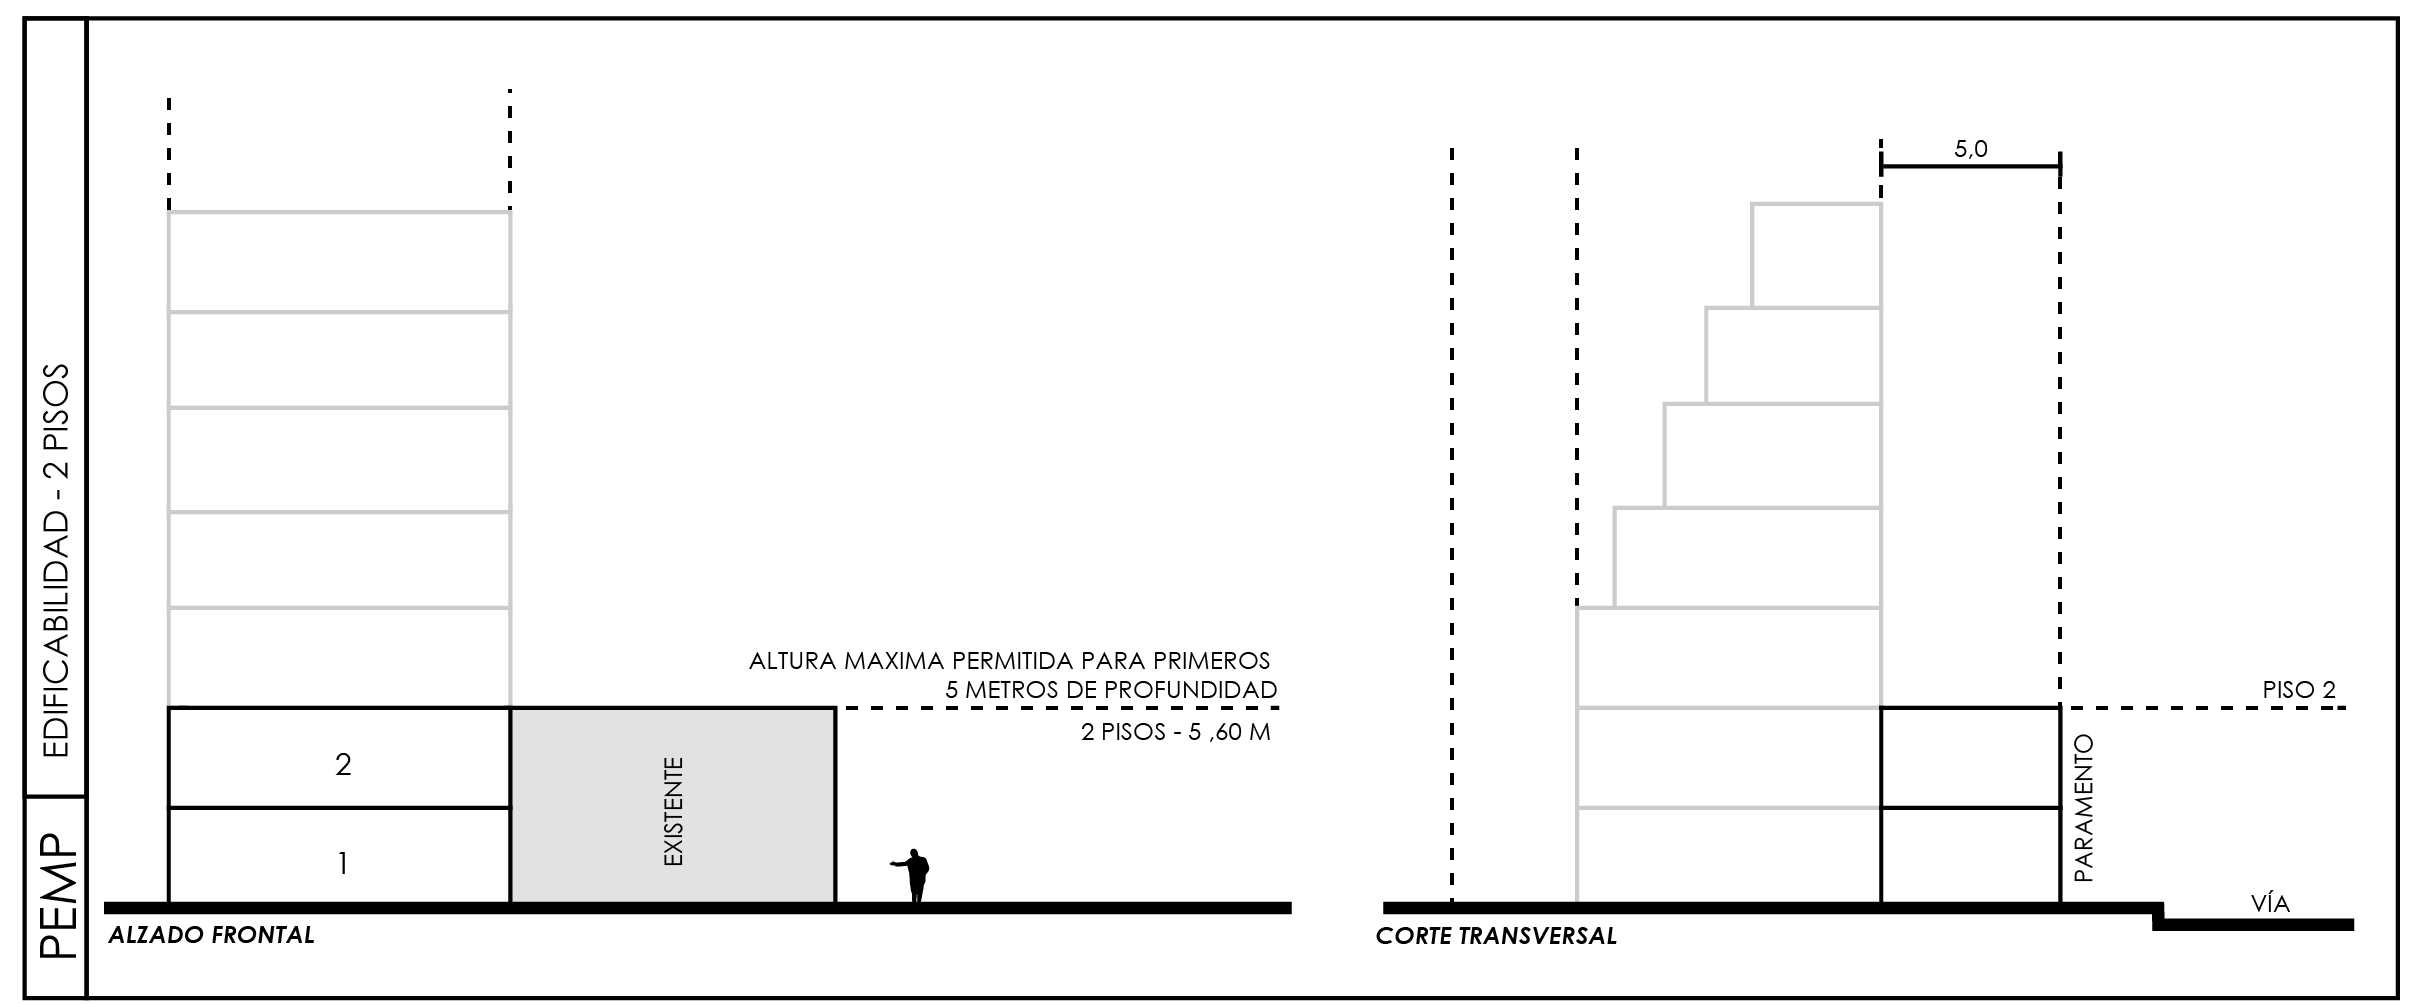 EDIFICABILIDAD - 2 PISOS
PEMP
2
1
EXISTENTE
ALTURA MAXIMA PERMITIDA PARA PRIMEROS
5 METROS DE PROFUNDIDAD
2 PISOS - 5 ,60 M
ALZADO FRONTAL
5,0
PISO 2
PARAMENTO
VÍA
CORTE TRANSVERSAL